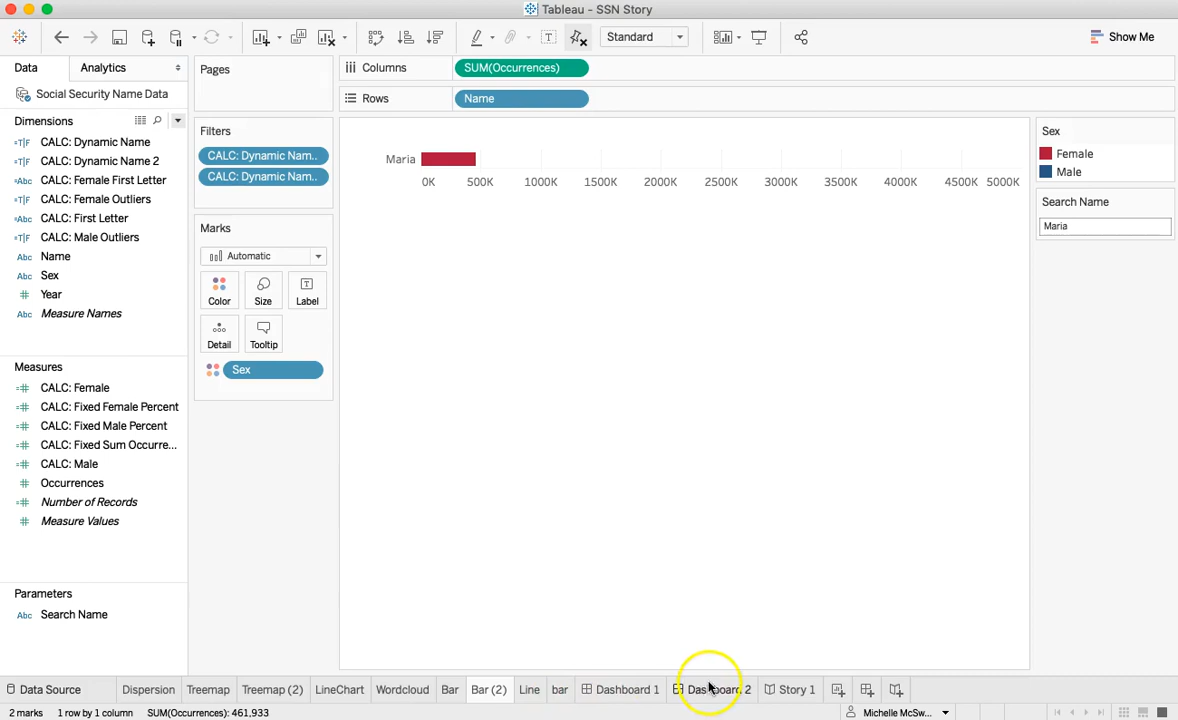 Tableau - SSN Story
Standard
Show Me
Data
Analytics
Pages
Columns
SUM(Occurrences)
Rows
Name
Social Security Name Data
Dimensions
CALC: Dynamic Name
CALC: Dynamic Name 2
CALC: Female First Letter
CALC: Female Outliers
CALC: First Letter
CALC: Male Outliers
Abc Name
Abc Sex
Year
Abc Measure Names
Measures
CALC: Female
CALC: Fixed Female Percent
CALC: Fixed Male Percent
CALC: Fixed Sum Occurre...
CALC: Male
Occurrences
Number of Records
Measure Values
Parameters
Abc Search Name
Filters
CALC: Dynamic Nam..
CALC: Dynamic Nam..
Marks
Automatic
Color
Size
Label
Detail
Tooltip
Sex
Maria
0K 500K 1000K 1500K 2000K 2500K 3000K 3500K 4000K 4500K 5000K
Sex
Female
Male
Search Name
Maria
Data Source
Dispersion
Treemap
Treemap (2)
LineChart
Wordcloud
Bar
Bar (2)
Line
bar
Dashboard 1
Dashboard 2
Story 1
2 marks 1 row by 1 column SUM(Occurrences): 461,933
Michelle McSw...